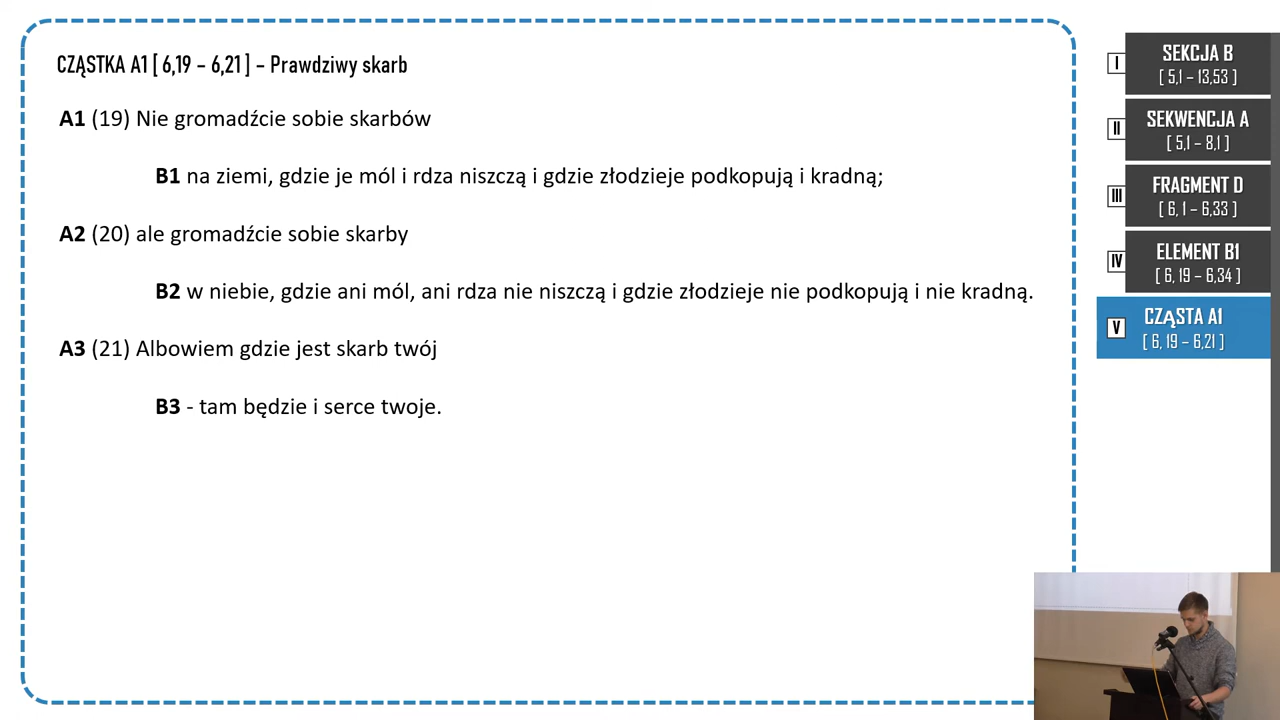 CZĄSTKA A1 [ 6,19 – 6,21 ] – Prawdziwy skarb
A1 (19) Nie gromadźcie sobie skarbów
B1 na ziemi, gdzie je mól i rdza niszczą i gdzie złodzieje podkopują i kradną;
A2 (20) ale gromadźcie sobie skarby
B2 w niebie, gdzie ani mól, ani rdza nie niszczą i gdzie złodzieje nie podkopują i nie kradną.
A3 (21) Albowiem gdzie jest skarb twój
B3 - tam będzie i serce twoje.
I
SEKCJA B
[ 5,1 – 13,53 ]
II
SEKWENCJA A
[ 5,1 – 8,1 ]
III
FRAGMENT D
[ 6, 1 – 6,33 ]
IV
ELEMENT B1
[ 6, 19 – 6,34 ]
V
CZĄSTA A1
[ 6, 19 – 6,21 ]